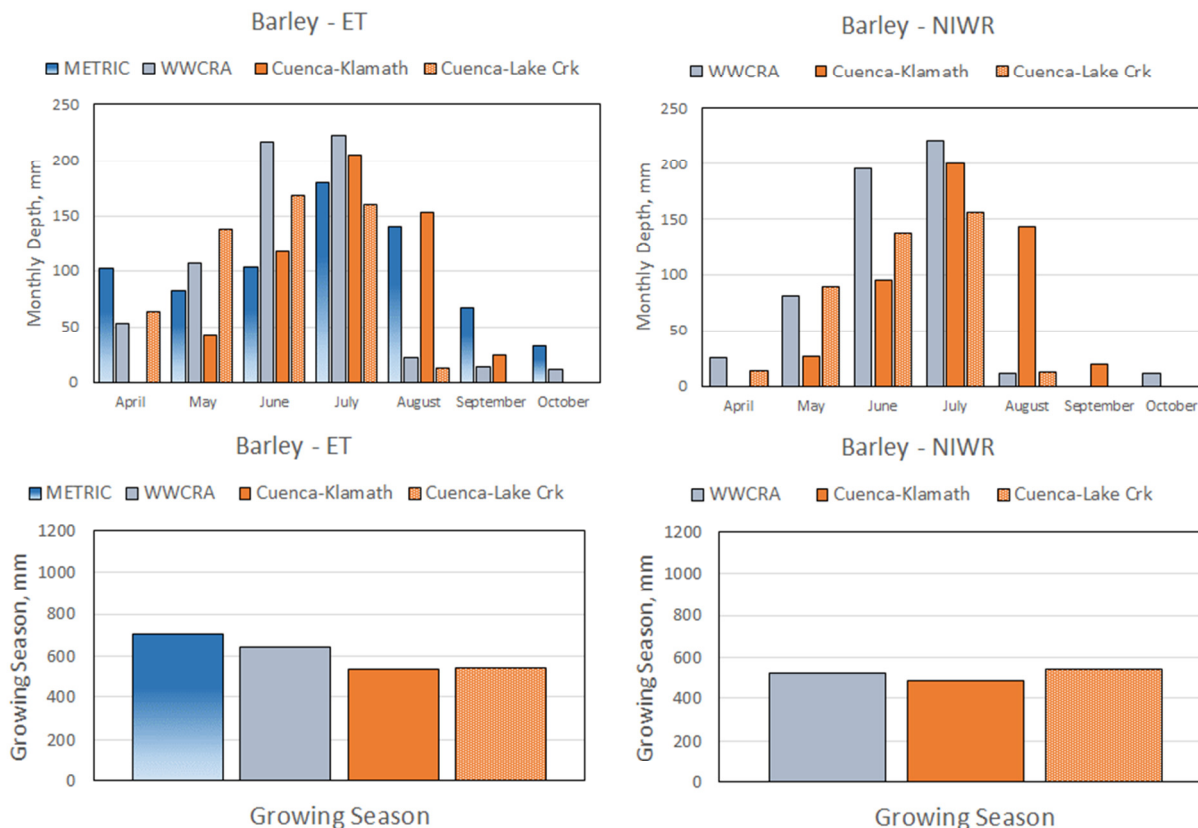 Barley - ET
METRIC WWCRA Cuenca-Klamath Cuenca-Lake Crk
Monthly Depth, mm
250
200
150
100
50
0
April May June July August September October
Barley - NIWR
WWCRA Cuenca-Klamath Cuenca-Lake Crk
Monthly Depth, mm
250
200
150
100
50
0
April May June July August September October
Barley - ET
METRIC WWCRA Cuenca-Klamath Cuenca-Lake Crk
Growing Season, mm
1200
1000
800
600
400
200
0
Growing Season
Barley - NIWR
WWCRA Cuenca-Klamath Cuenca-Lake Crk
Growing Season, mm
1200
1000
800
600
400
200
0
Growing Season